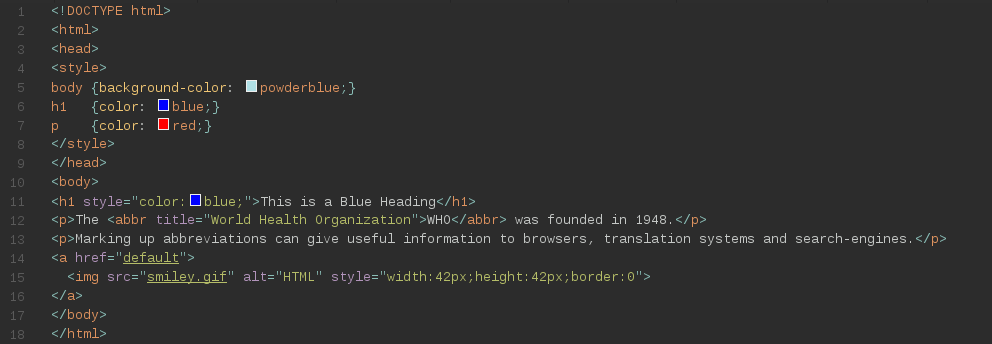 1 <!DOCTYPE html>
2 <html>
3 <head>
4 <style>
5 body {background-color: powderblue;}
6 h1   {color: blue;}
7 p    {color: red;}
8 </style>
9 </head>
10 <body>
11 <h1 style="color:blue;">This is a Blue Heading</h1>
12 <p>The <abbr title="World Health Organization">WHO</abbr> was founded in 1948.</p>
13 <p>Marking up abbreviations can give useful information to browsers, translation systems and search-engines.</p>
14 <a href="default">
15   <img src="smiley.gif" alt="HTML" style="width:42px;height:42px;border:0">
16 </a>
17 </body>
18 </html>